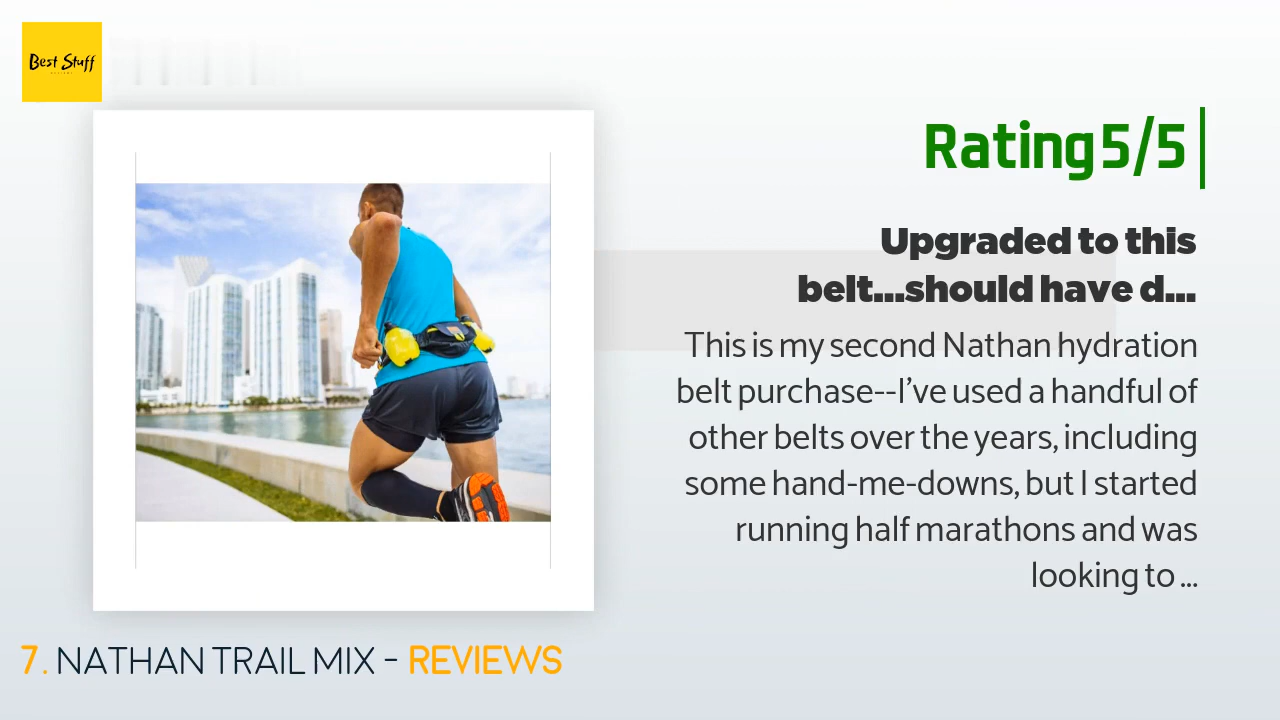 Best Stuff
Rating 5/5
Upgraded to this
belt...should have d...
This is my second Nathan hydration
belt purchase--I've used a handful of
other belts over the years, including
some hand-me-downs, but I started
running half marathons and was
looking to ...
7. NATHAN TRAIL MIX - REVIEWS